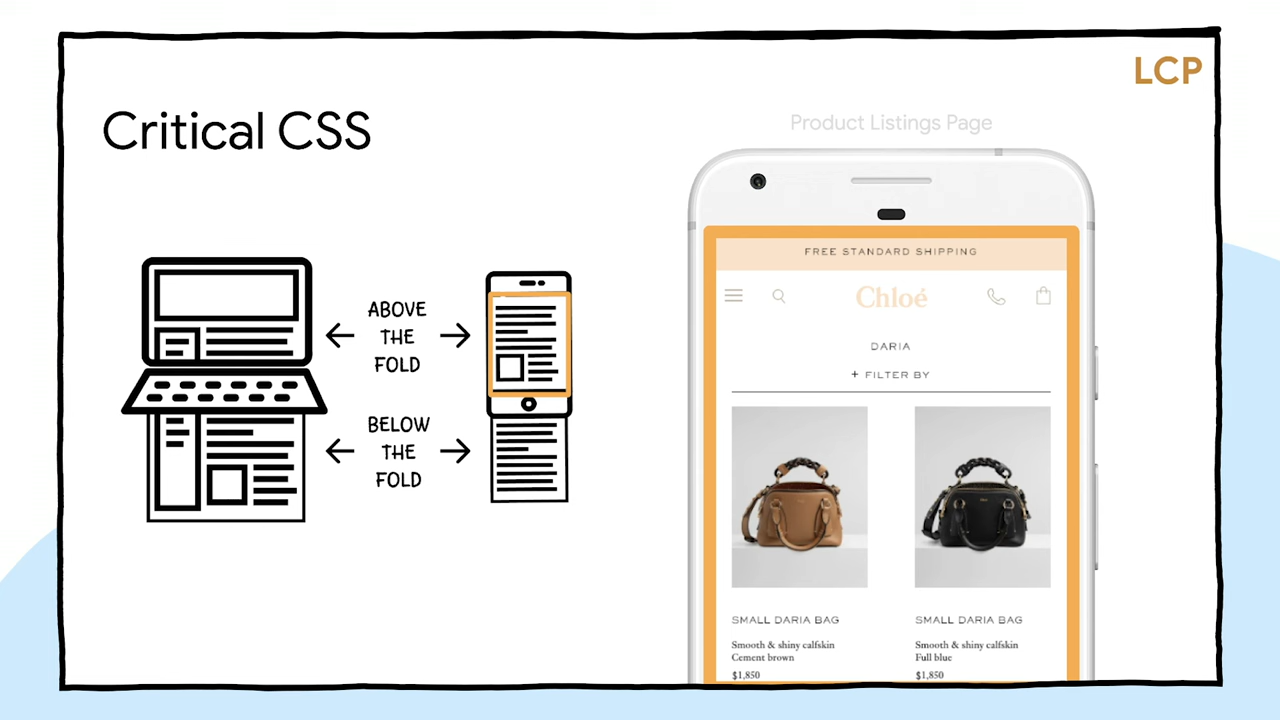 LCP
Critical CSS
ABOVE
THE
FOLD
BELOW
THE
FOLD
Product Listings Page
FREE STANDARD SHIPPING
Chloé
DARIA
+ FILTER BY
SMALL DARIA BAG
Smooth & shiny calfskin
Cement brown
$1,850
SMALL DARIA BAG
Smooth & shiny calfskin
Full blue
$1,850